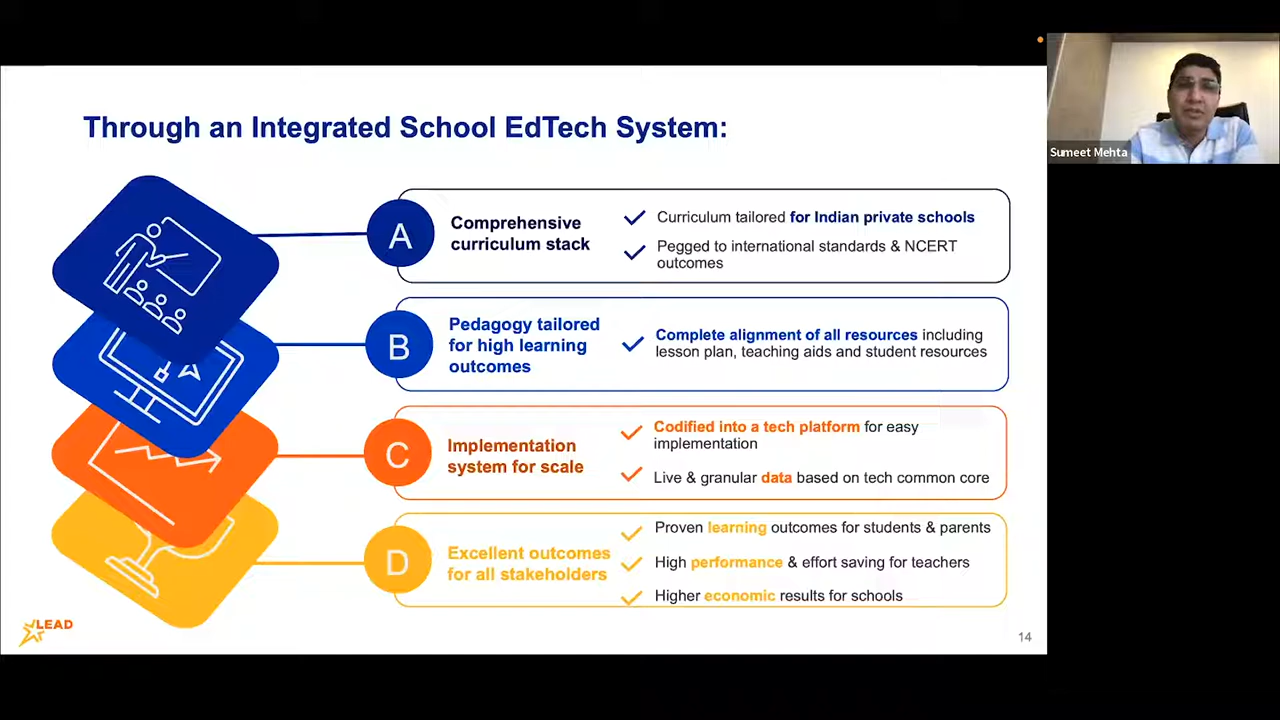 Through an Integrated School EdTech System:
A
Comprehensive
curriculum stack
Curriculum tailored for Indian private schools
Pegged to international standards & NCERT
outcomes
B
Pedagogy tailored
for high learning
outcomes
Complete alignment of all resources including
lesson plan, teaching aids and student resources
C
Implementation
system for scale
Codified into a tech platform for easy
implementation
Live & granular data based on tech common core
D
Excellent outcomes
for all stakeholders
Proven learning outcomes for students & parents
High performance & effort saving for teachers
Higher economic results for schools
LEAD
14
Sumeet Mehta